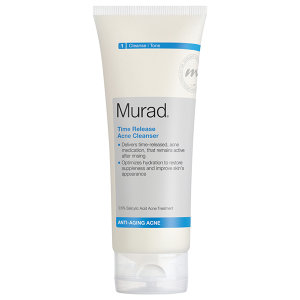 1 Cleanse / Tone
Murad.
Time Release
Acne Cleanser
• Delivers time-released, acne
medication, that remains active
after rinsing
• Optimizes hydration to restore
suppleness and improve skin's
appearance
0.5% Salicylic Acid Acne Treatment
ANTI-AGING ACNE